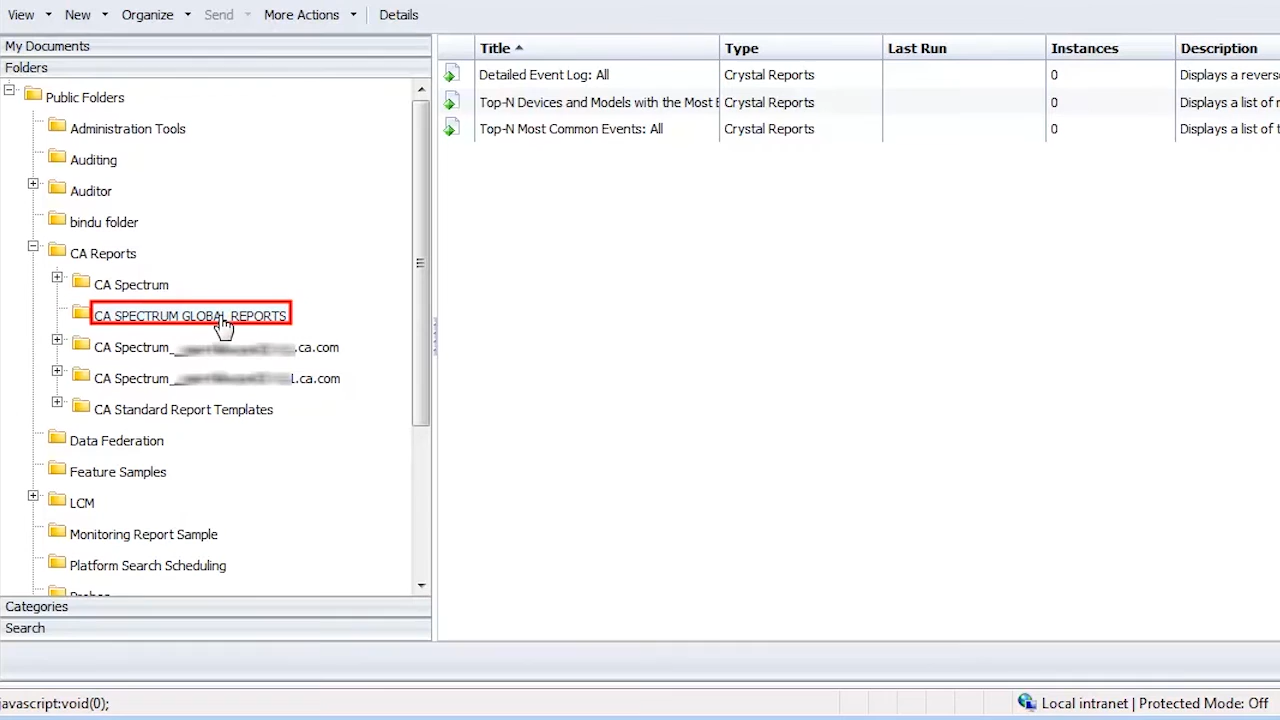 View New Organize Send More Actions Details
My Documents
Folders
Public Folders
Administration Tools
Auditing
Auditor
bindu folder
CA Reports
CA Spectrum
CA SPECTRUM GLOBAL REPORTS
CA Spectrum_ .ca.com
CA Spectrum_ 1.ca.com
CA Standard Report Templates
Data Federation
Feature Samples
LCM
Monitoring Report Sample
Platform Search Scheduling
Categories
Search
Title Type Last Run Instances Description
Detailed Event Log: All Crystal Reports 0 Displays a revers
Top-N Devices and Models with the Most E Crystal Reports 0 Displays a list of
Top-N Most Common Events: All Crystal Reports 0 Displays a list of t
javascript:void(0); Local intranet | Protected Mode: Off